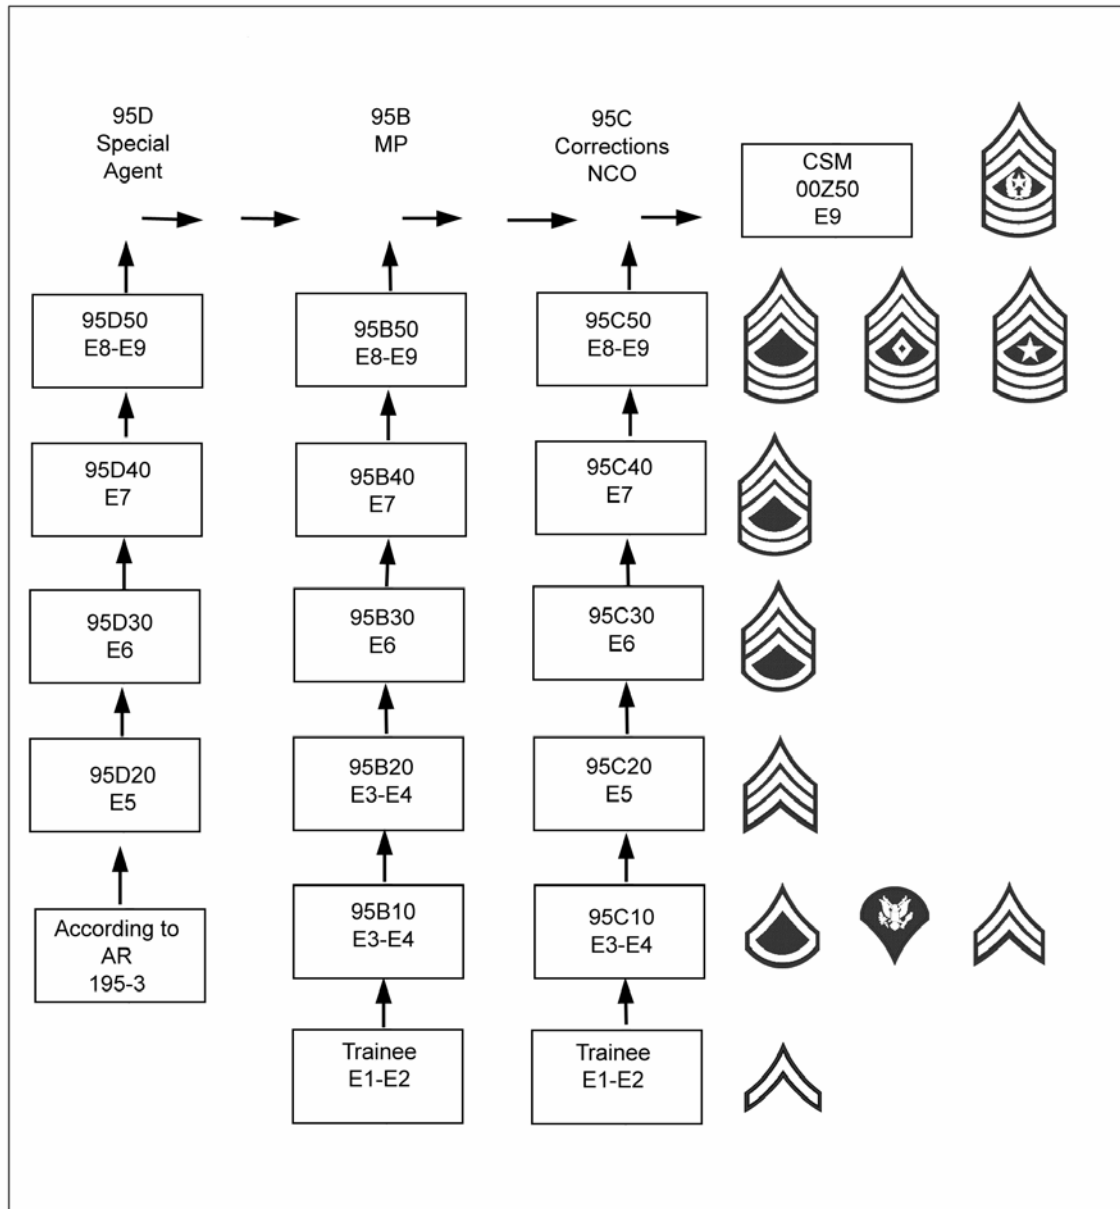 95D
Special
Agent
95B
MP
95C
Corrections
NCO
CSM
00Z50
E9
95D50
E8-E9
95B50
E8-E9
95C50
E8-E9
95D40
E7
95B40
E7
95C40
E7
95D30
E6
95B30
E6
95C30
E6
95D20
E5
95B20
E3-E4
95C20
E5
According to
AR
195-3
95B10
E3-E4
95C10
E3-E4
Trainee
E1-E2
Trainee
E1-E2